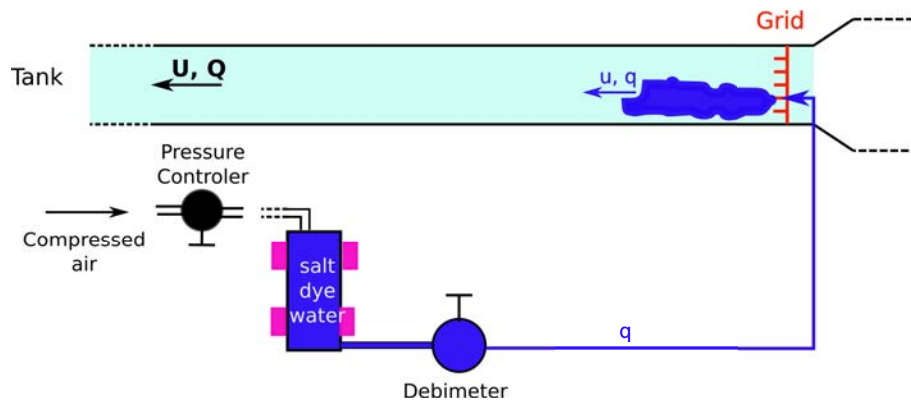 Grid
Tank
U, Q
u, q
Pressure
Controler
Compressed
air
salt
dye
water
q
Debimeter